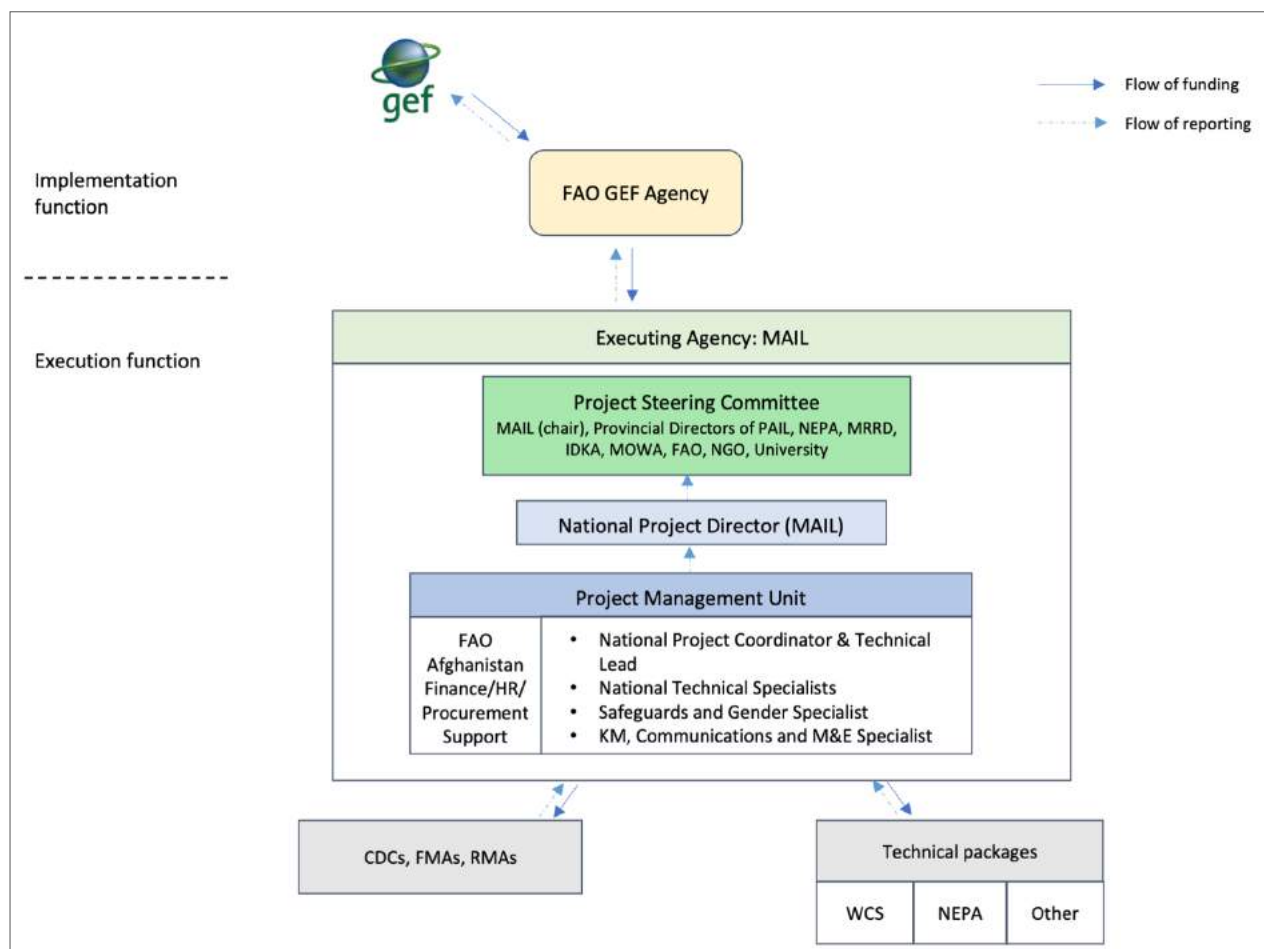 gef
Flow of funding
Flow of reporting
Implementation
function
FAO GEF Agency
Execution function
Executing Agency: MAIL
Project Steering Committee
MAIL (chair), Provincial Directors of PAIL, NEPA, MRRD,
IDKA, MOWA, FAO, NGO, University
National Project Director (MAIL)
Project Management Unit
FAO
Afghanistan
Finance/HR/
Procurement
Support
• National Project Coordinator & Technical
Lead
• National Technical Specialists
• Safeguards and Gender Specialist
• KM, Communications and M&E Specialist
CDCs, FMAs, RMAs
Technical packages
WCS
NEPA
Other